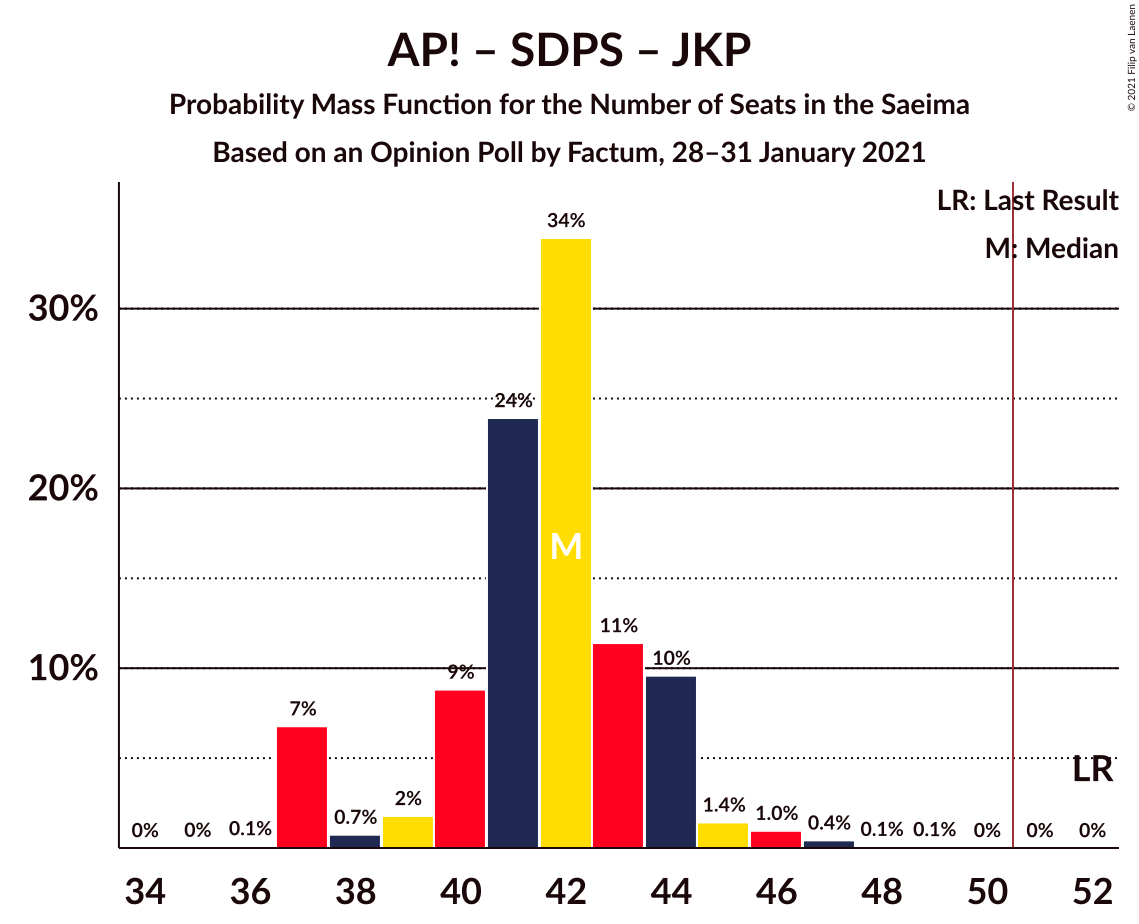 AP! – SDPS – JKP
Probability Mass Function for the Number of Seats in the Saeima
Based on an Opinion Poll by Factum, 28–31 January 2021
© 2021 Filip van Laenen
LR: Last Result
M: Median
34%
30%
24%
20%
M
11%
10%
10%
9%
7%
LR
2%
1.4%
1.0%
0.7%
0.4%
0% 0% 0.1% 0.1% 0.1% 0% 0% 0%
34 36 38 40 42 44 46 48 50 52